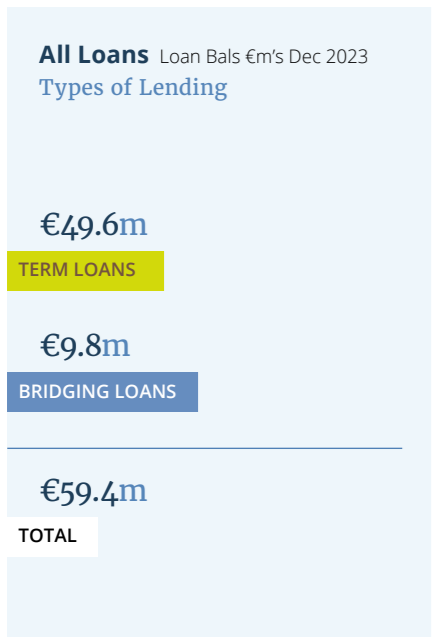 All Loans Loan Bals €m’s Dec 2023
Types of Lending
€49.6m
TERM LOANS
€9.8m
BRIDGING LOANS
€59.4m
TOTAL